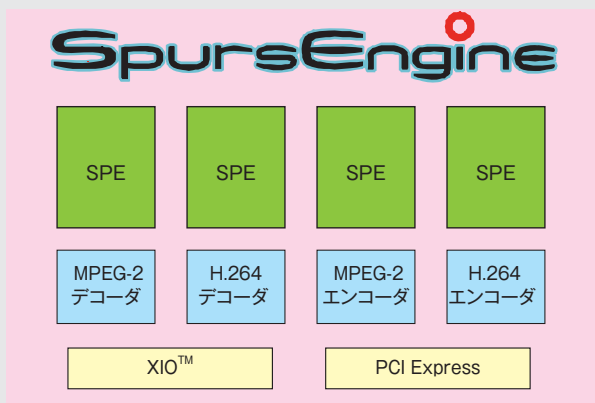 SpursEngine
SPE
SPE
SPE
SPE
MPEG-2
デコーダ
H.264
デコーダ
MPEG-2
エンコーダ
H.264
エンコーダ
XIO™
PCI Express